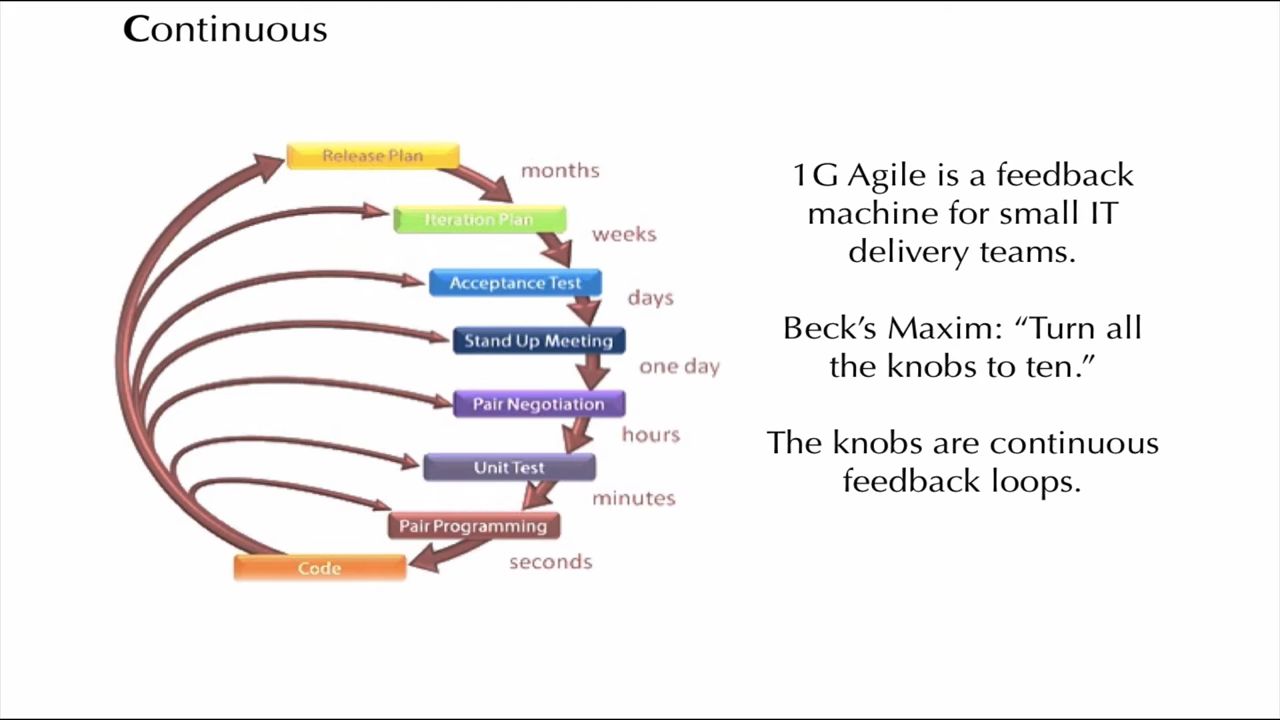 Continuous
Release Plan
months
Iteration Plan
weeks
Acceptance Test
days
Stand Up Meeting
one day
Pair Negotiation
hours
Unit Test
minutes
Pair Programming
seconds
Code
1G Agile is a feedback
machine for small IT
delivery teams.
Beck’s Maxim: “Turn all
the knobs to ten.”
The knobs are continuous
feedback loops.